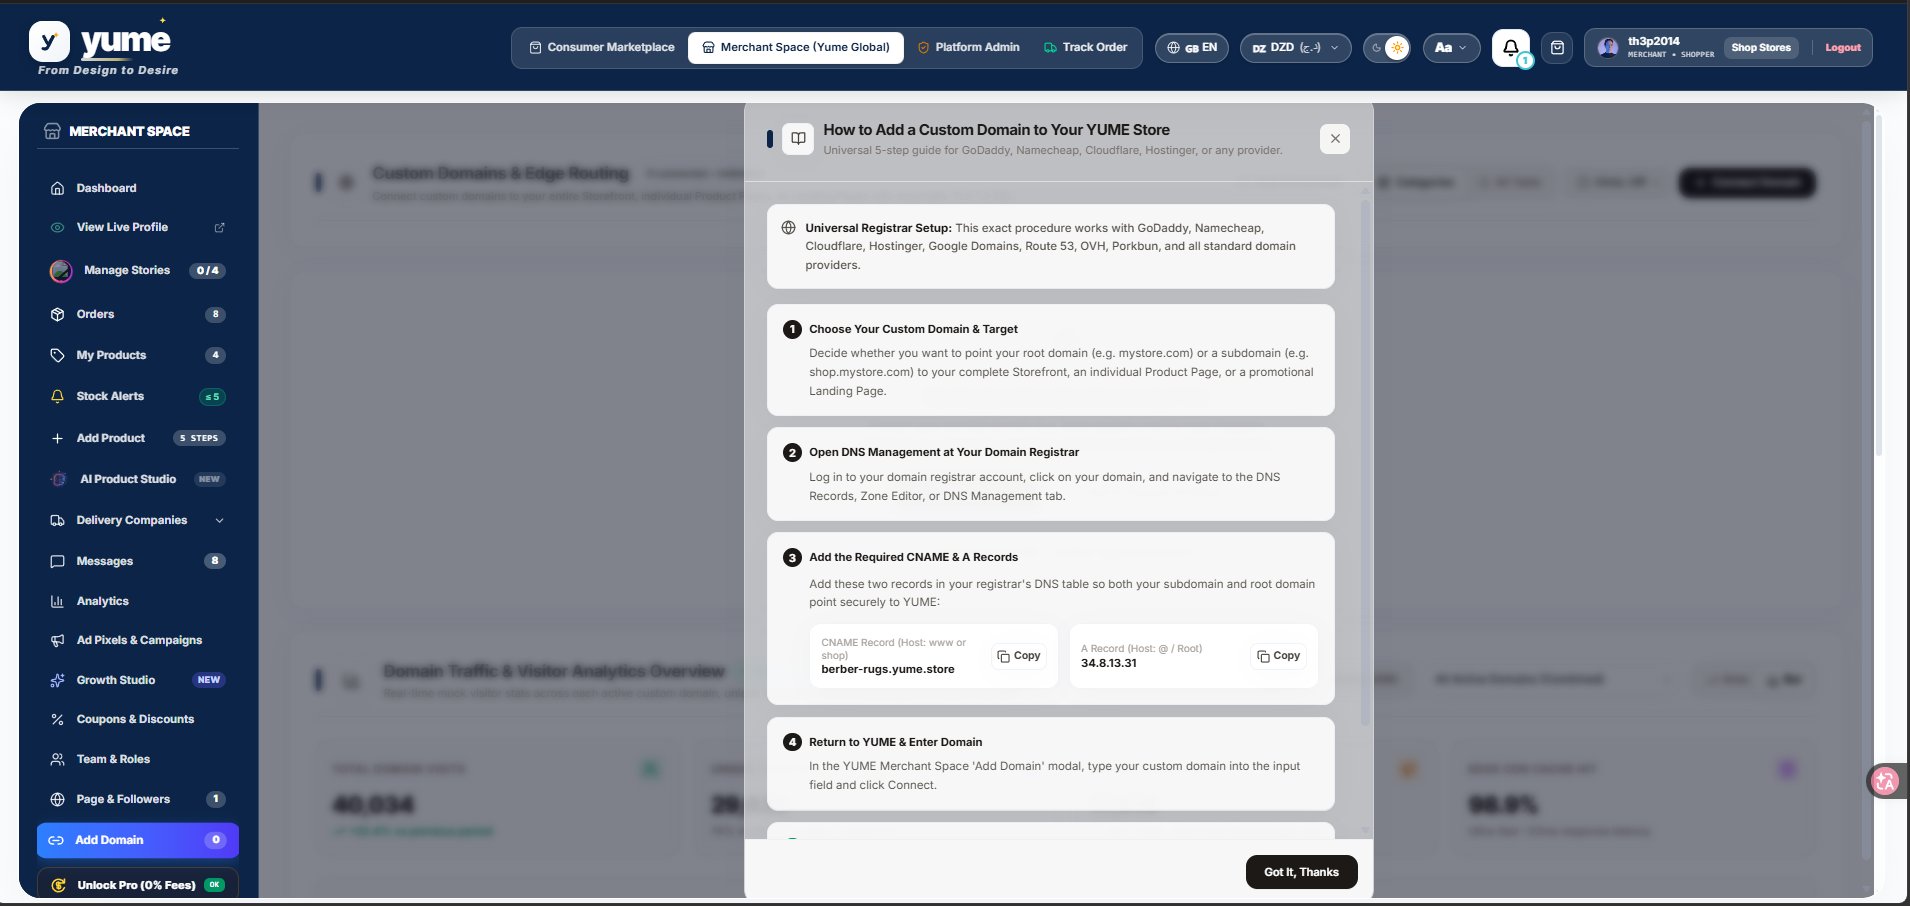 yume
From Design to Desire
Consumer Marketplace
Merchant Space (Yume Global)
Platform Admin
Track Order
GB EN
DZ DZD (د.ج)
Aa
1
th3p2014
MERCHANT • SHOPPER
Shop Stores
Logout
MERCHANT SPACE
Dashboard
View Live Profile
Manage Stories 0/4
Orders 8
My Products 4
Stock Alerts ≤ 5
Add Product 5 STEPS
AI Product Studio NEW
Delivery Companies
Messages 8
Analytics
Ad Pixels & Campaigns
Growth Studio NEW
Coupons & Discounts
Team & Roles
Page & Followers 1
Add Domain 0
Unlock Pro (0% Fees) OK
Custom Domains & Edge Routing
Domain Traffic & Visitor Analytics Overview
40,034
98.9%
How to Add a Custom Domain to Your YUME Store
Universal 5-step guide for GoDaddy, Namecheap, Cloudflare, Hostinger, or any provider.
Universal Registrar Setup: This exact procedure works with GoDaddy, Namecheap,
Cloudflare, Hostinger, Google Domains, Route 53, OVH, Porkbun, and all standard domain
providers.
1 Choose Your Custom Domain & Target
Decide whether you want to point your root domain (e.g. mystore.com) or a subdomain (e.g.
shop.mystore.com) to your complete Storefront, an individual Product Page, or a promotional
Landing Page.
2 Open DNS Management at Your Domain Registrar
Log in to your domain registrar account, click on your domain, and navigate to the DNS
Records, Zone Editor, or DNS Management tab.
3 Add the Required CNAME & A Records
Add these two records in your registrar's DNS table so both your subdomain and root domain
point securely to YUME:
CNAME Record (Host: www or
shop)
berber-rugs.yume.store
Copy
A Record (Host: @ / Root)
34.8.13.31
Copy
4 Return to YUME & Enter Domain
In the YUME Merchant Space 'Add Domain' modal, type your custom domain into the input
field and click Connect.
Got It, Thanks